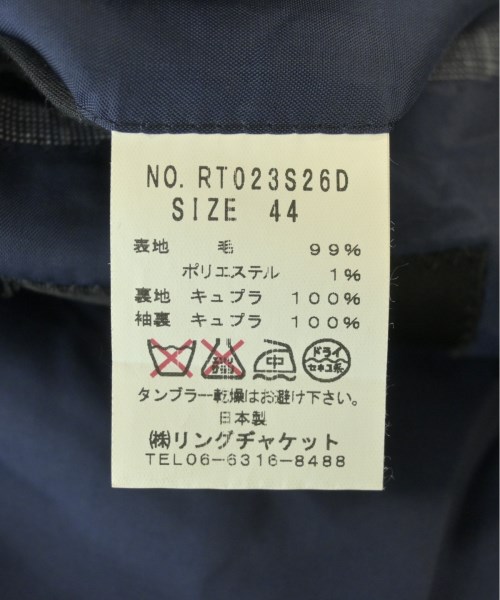 NO. RT023S26D
SIZE 44
表地 毛 99%
ポリエステル 1%
裏地 キュプラ 100%
袖裏 キュプラ 100%
中 ドライ セキユ系
タンブラー乾燥はお避け下さい。
日本製
㈱リングヂャケット
TEL06-6316-8488